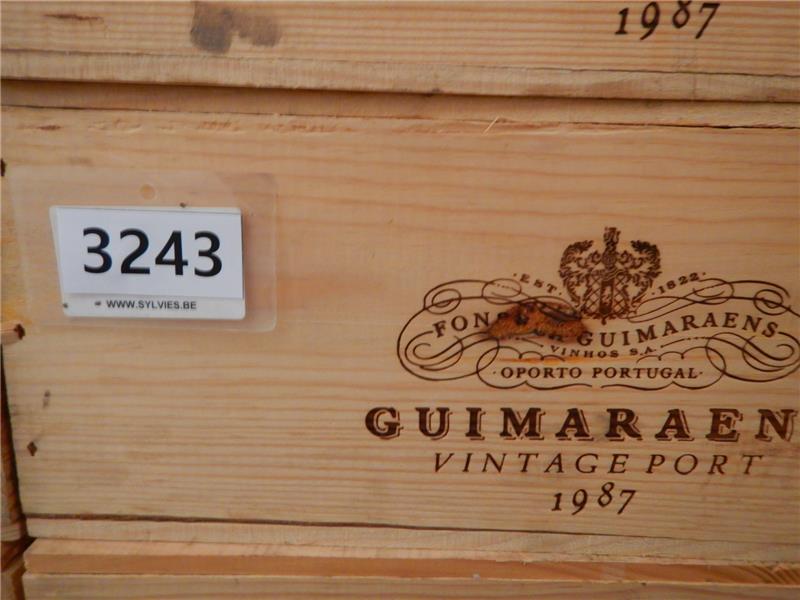 1987
3243
WWW.SYLVIES.BE
·EST. ·1822·
GUIMARAENS
VINHOS S.A.
·OPORTO PORTUGAL·
GUIMARAEN
VINTAGE PORT
1987